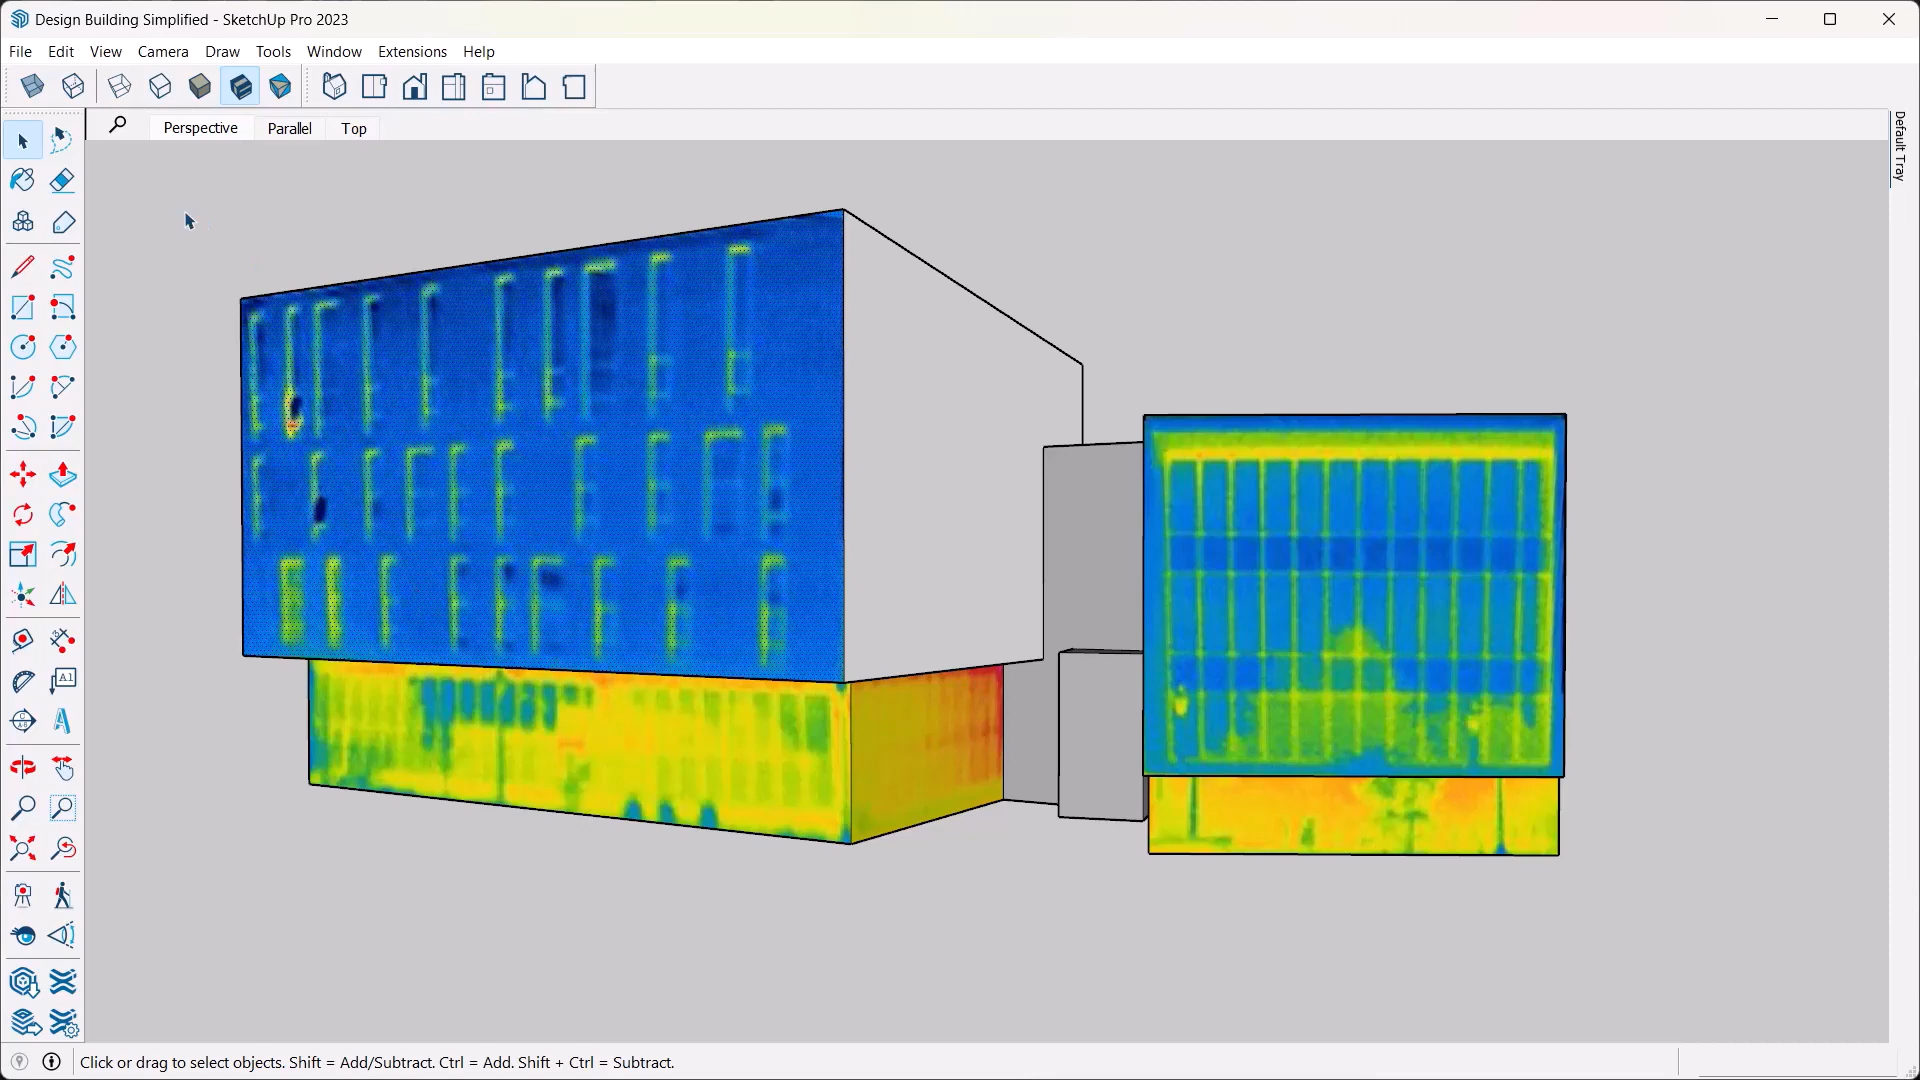 Design Building Simplified - SketchUp Pro 2023
File Edit View Camera Draw Tools Window Extensions Help
Perspective Parallel Top
Default Tray
A1
A
Click or drag to select objects. Shift = Add/Subtract. Ctrl = Add. Shift + Ctrl = Subtract.